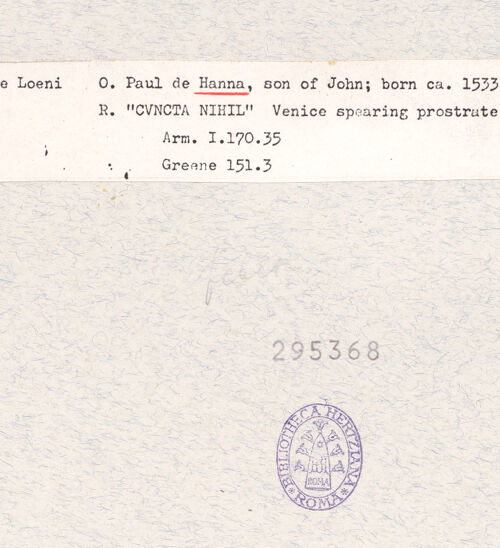 e Loeni O. Paul de Hanna, son of John; born ca. 1533
R. "CVNCTA NIHIL" Venice spearing prostrate
Arm. I.170.35
Greene 151.3
295368
BIBLIOTHECA HERTZIANA
ROMA
ROMA